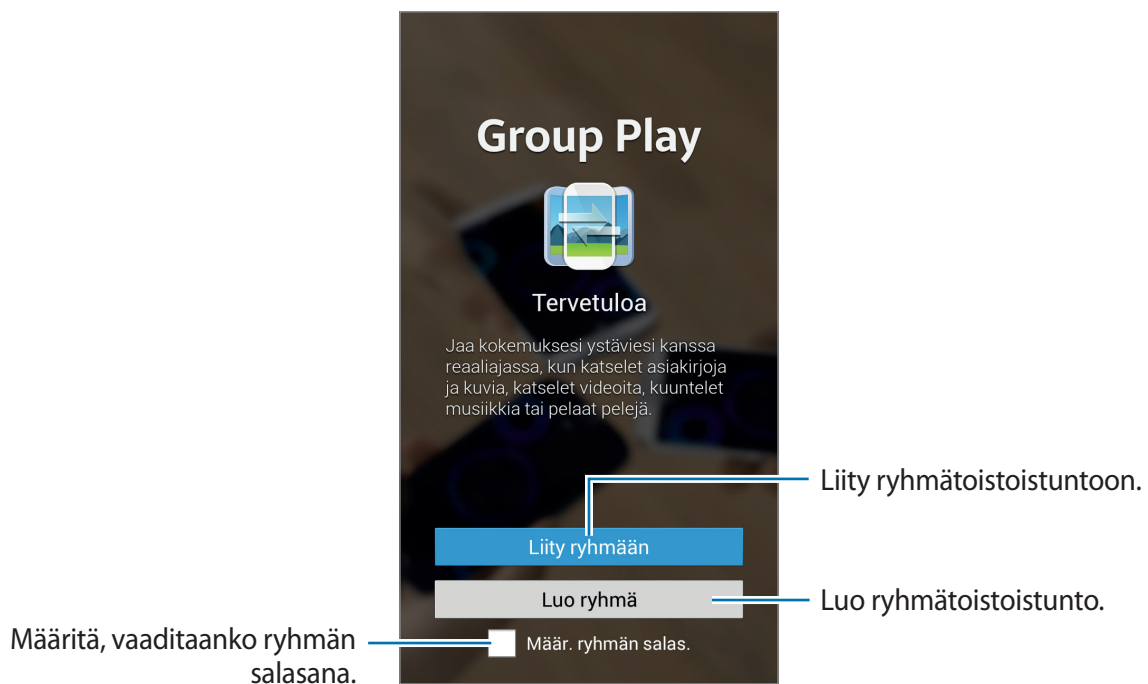 Group Play
Tervetuloa
Jaa kokemuksesi ystäviesi kanssa
reaaliajassa, kun katselet asiakirjoja
ja kuvia, katselet videoita, kuuntelet
musiikkia tai pelaat pelejä.
Liity ryhmätoistoistuntoon.
Liity ryhmään
Luo ryhmä
Luo ryhmätoistoistunto.
Määritä, vaaditaanko ryhmän
salasana.
Määr. ryhmän salas.